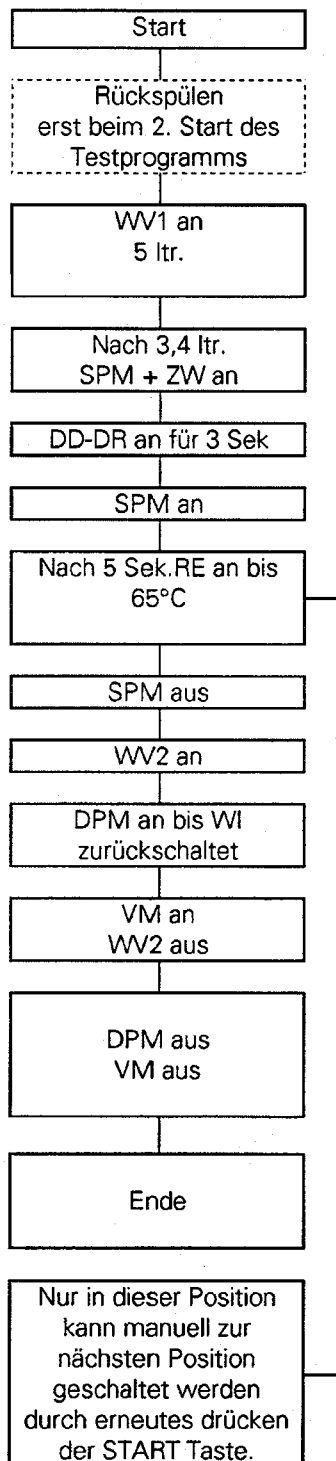 Start
Rückspülen
erst beim 2. Start des
Testprogramms
WV1 an
5 ltr.
Nach 3,4 ltr.
SPM + ZW an
DD-DR an für 3 Sek
SPM an
Nach 5 Sek.RE an bis
65°C
SPM aus
WV2 an
DPM an bis WI
zurückschaltet
VM an
WV2 aus
DPM aus
VM aus
Ende
Nur in dieser Position
kann manuell zur
nächsten Position
geschaltet werden
durch erneutes drücken
der START Taste.